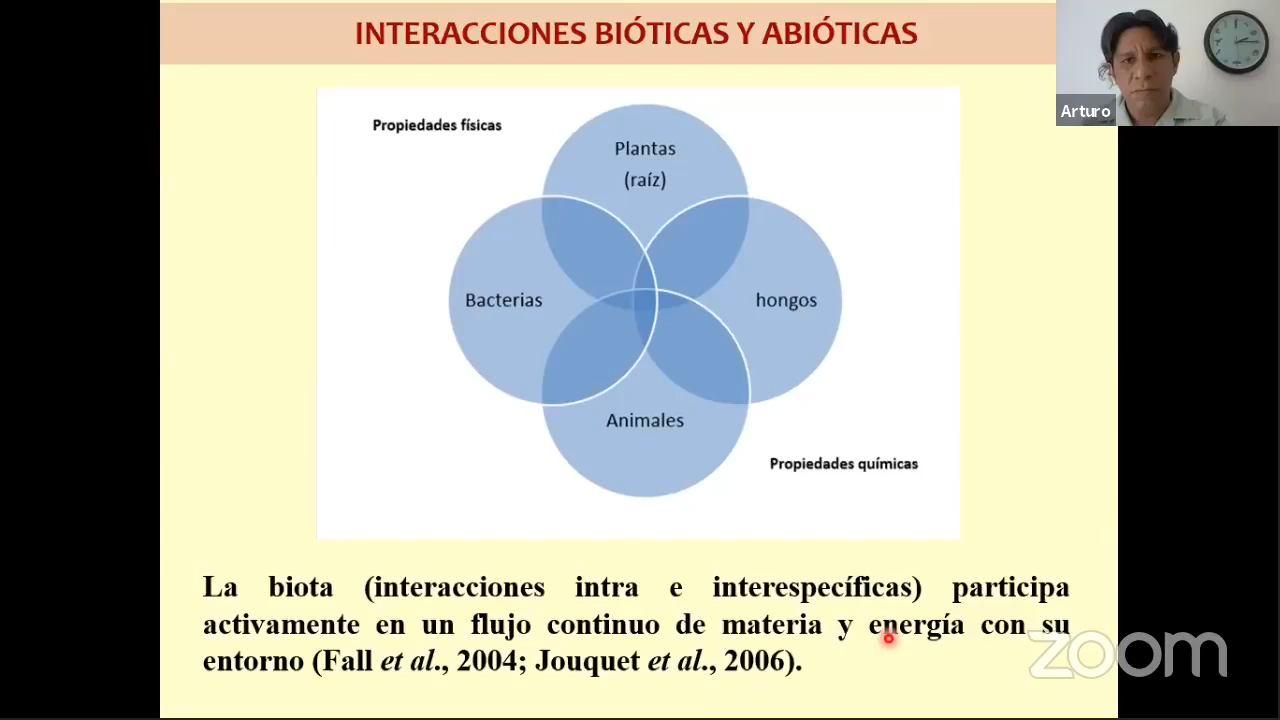 INTERACCIONES BIÓTICAS Y ABIÓTICAS
Arturo
Propiedades físicas
Plantas
(raíz)
Bacterias
hongos
Animales
Propiedades químicas
La biota (interacciones intra e interespecíficas) participa
activamente en un flujo continuo de materia y energía con su
entorno (Fall et al., 2004; Jouquet et al., 2006).
zoom